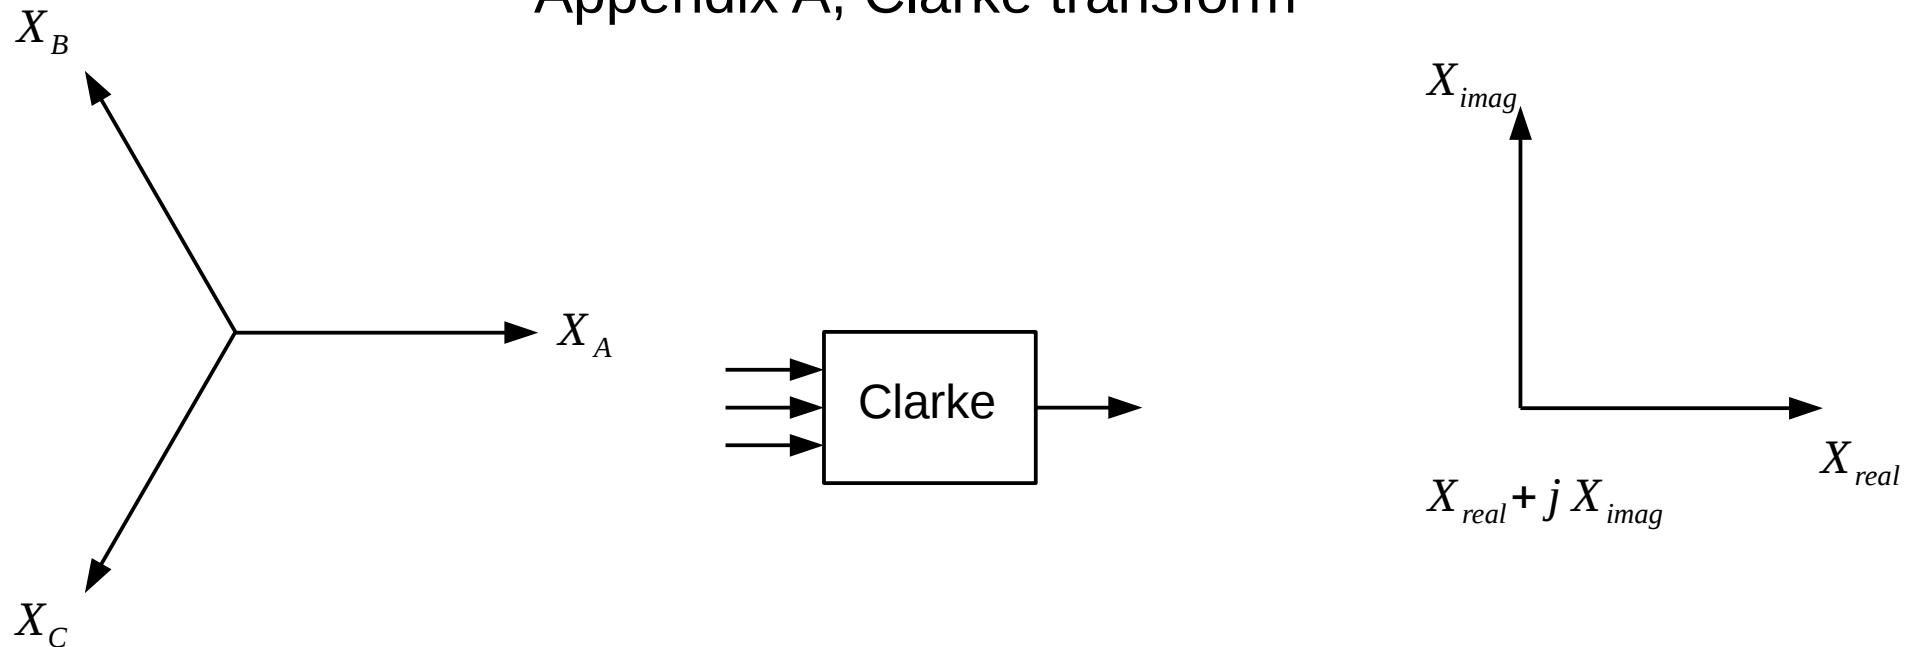 Appendix A, Clarke transform
X_B
X_imag
X_A
Clarke
X_real
X_real + j X_imag
X_C